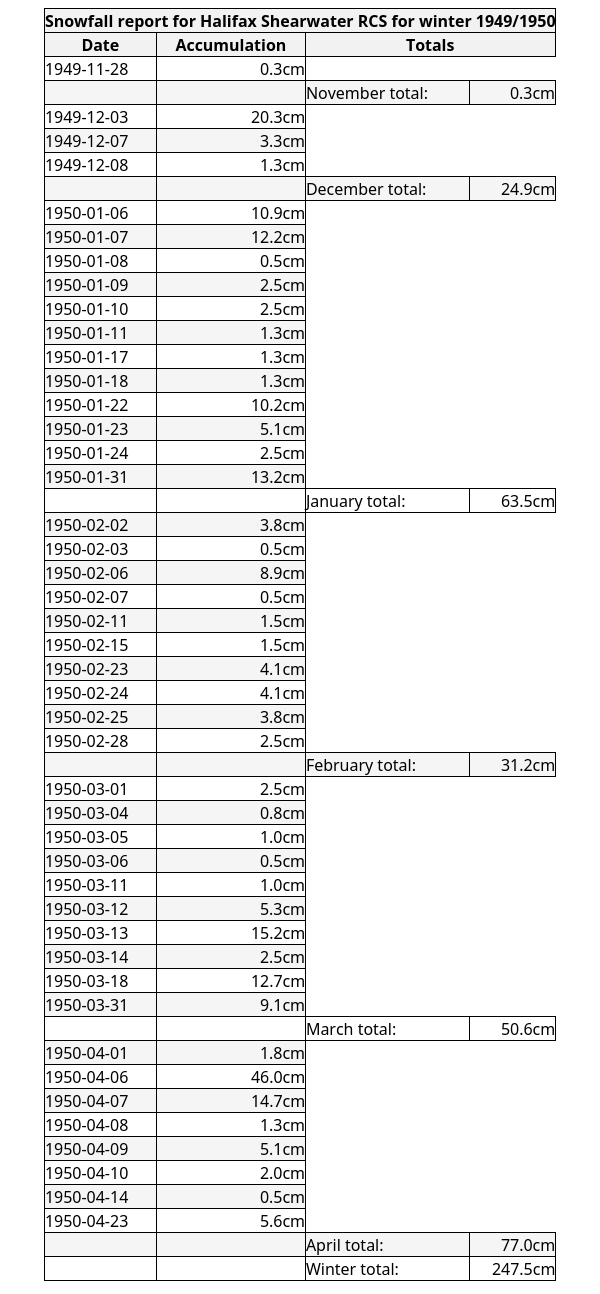 Snowfall report for Halifax Shearwater RCS for winter 1949/1950
Date Accumulation Totals
1949-11-28 0.3cm
November total: 0.3cm
1949-12-03 20.3cm
1949-12-07 3.3cm
1949-12-08 1.3cm
December total: 24.9cm
1950-01-06 10.9cm
1950-01-07 12.2cm
1950-01-08 0.5cm
1950-01-09 2.5cm
1950-01-10 2.5cm
1950-01-11 1.3cm
1950-01-17 1.3cm
1950-01-18 1.3cm
1950-01-22 10.2cm
1950-01-23 5.1cm
1950-01-24 2.5cm
1950-01-31 13.2cm
January total: 63.5cm
1950-02-02 3.8cm
1950-02-03 0.5cm
1950-02-06 8.9cm
1950-02-07 0.5cm
1950-02-11 1.5cm
1950-02-15 1.5cm
1950-02-23 4.1cm
1950-02-24 4.1cm
1950-02-25 3.8cm
1950-02-28 2.5cm
February total: 31.2cm
1950-03-01 2.5cm
1950-03-04 0.8cm
1950-03-05 1.0cm
1950-03-06 0.5cm
1950-03-11 1.0cm
1950-03-12 5.3cm
1950-03-13 15.2cm
1950-03-14 2.5cm
1950-03-18 12.7cm
1950-03-31 9.1cm
March total: 50.6cm
1950-04-01 1.8cm
1950-04-06 46.0cm
1950-04-07 14.7cm
1950-04-08 1.3cm
1950-04-09 5.1cm
1950-04-10 2.0cm
1950-04-14 0.5cm
1950-04-23 5.6cm
April total: 77.0cm
Winter total: 247.5cm